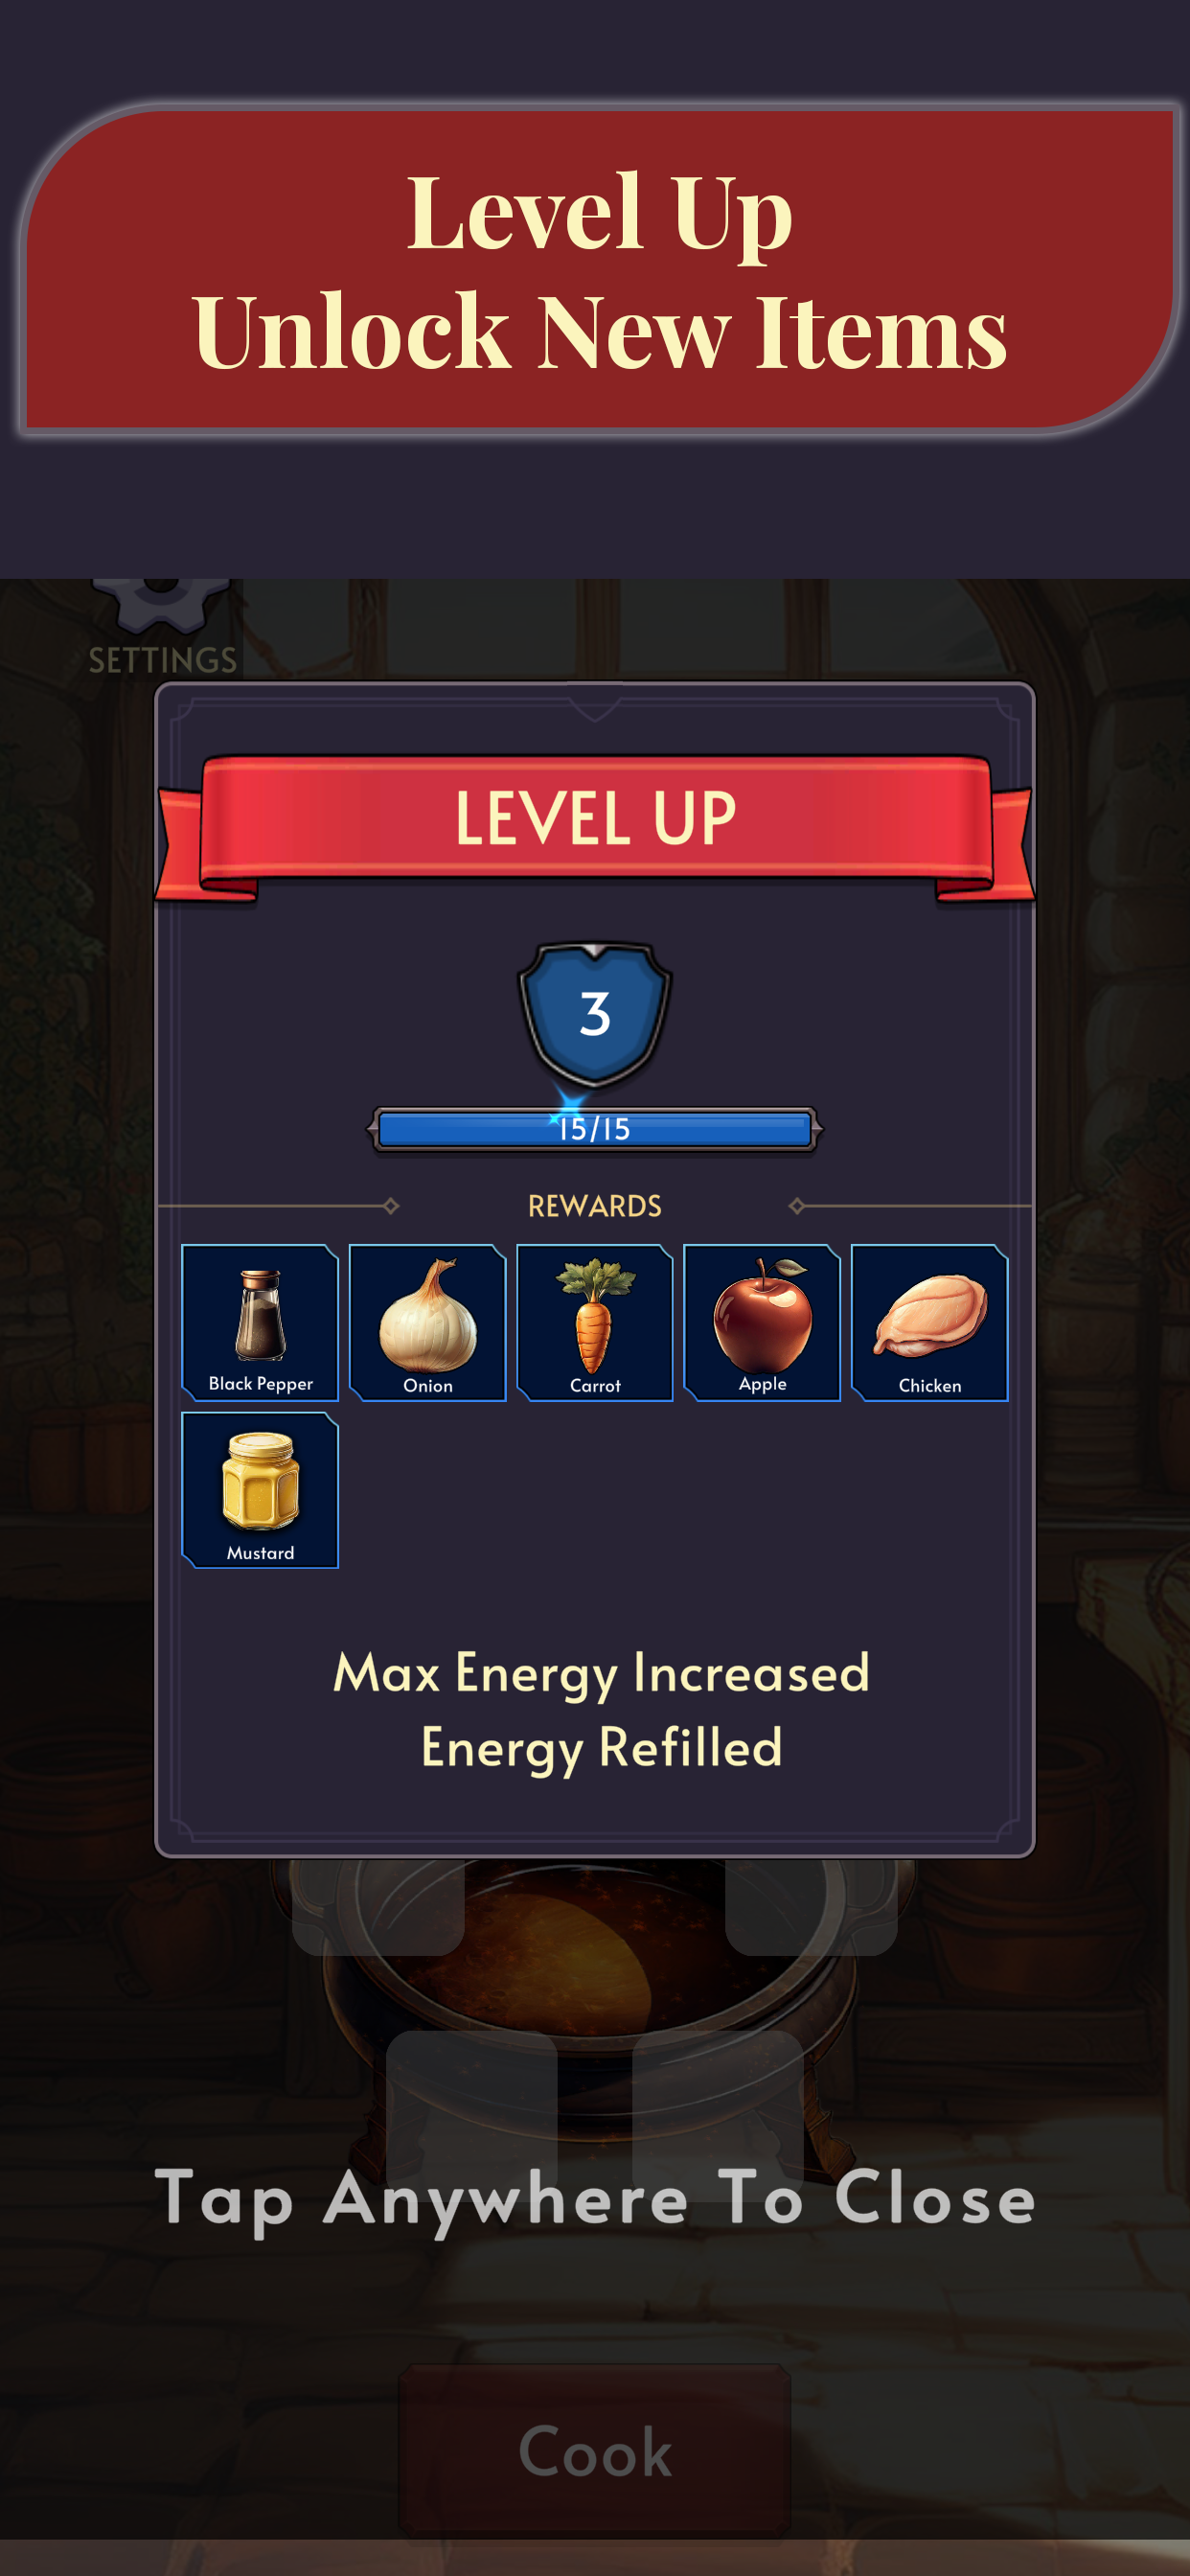 Level Up
Unlock New Items
SETTINGS
LEVEL UP
3
15/15
REWARDS
Black Pepper
Onion
Carrot
Apple
Chicken
Mustard
Max Energy Increased
Energy Refilled
Tap Anywhere To Close
Cook